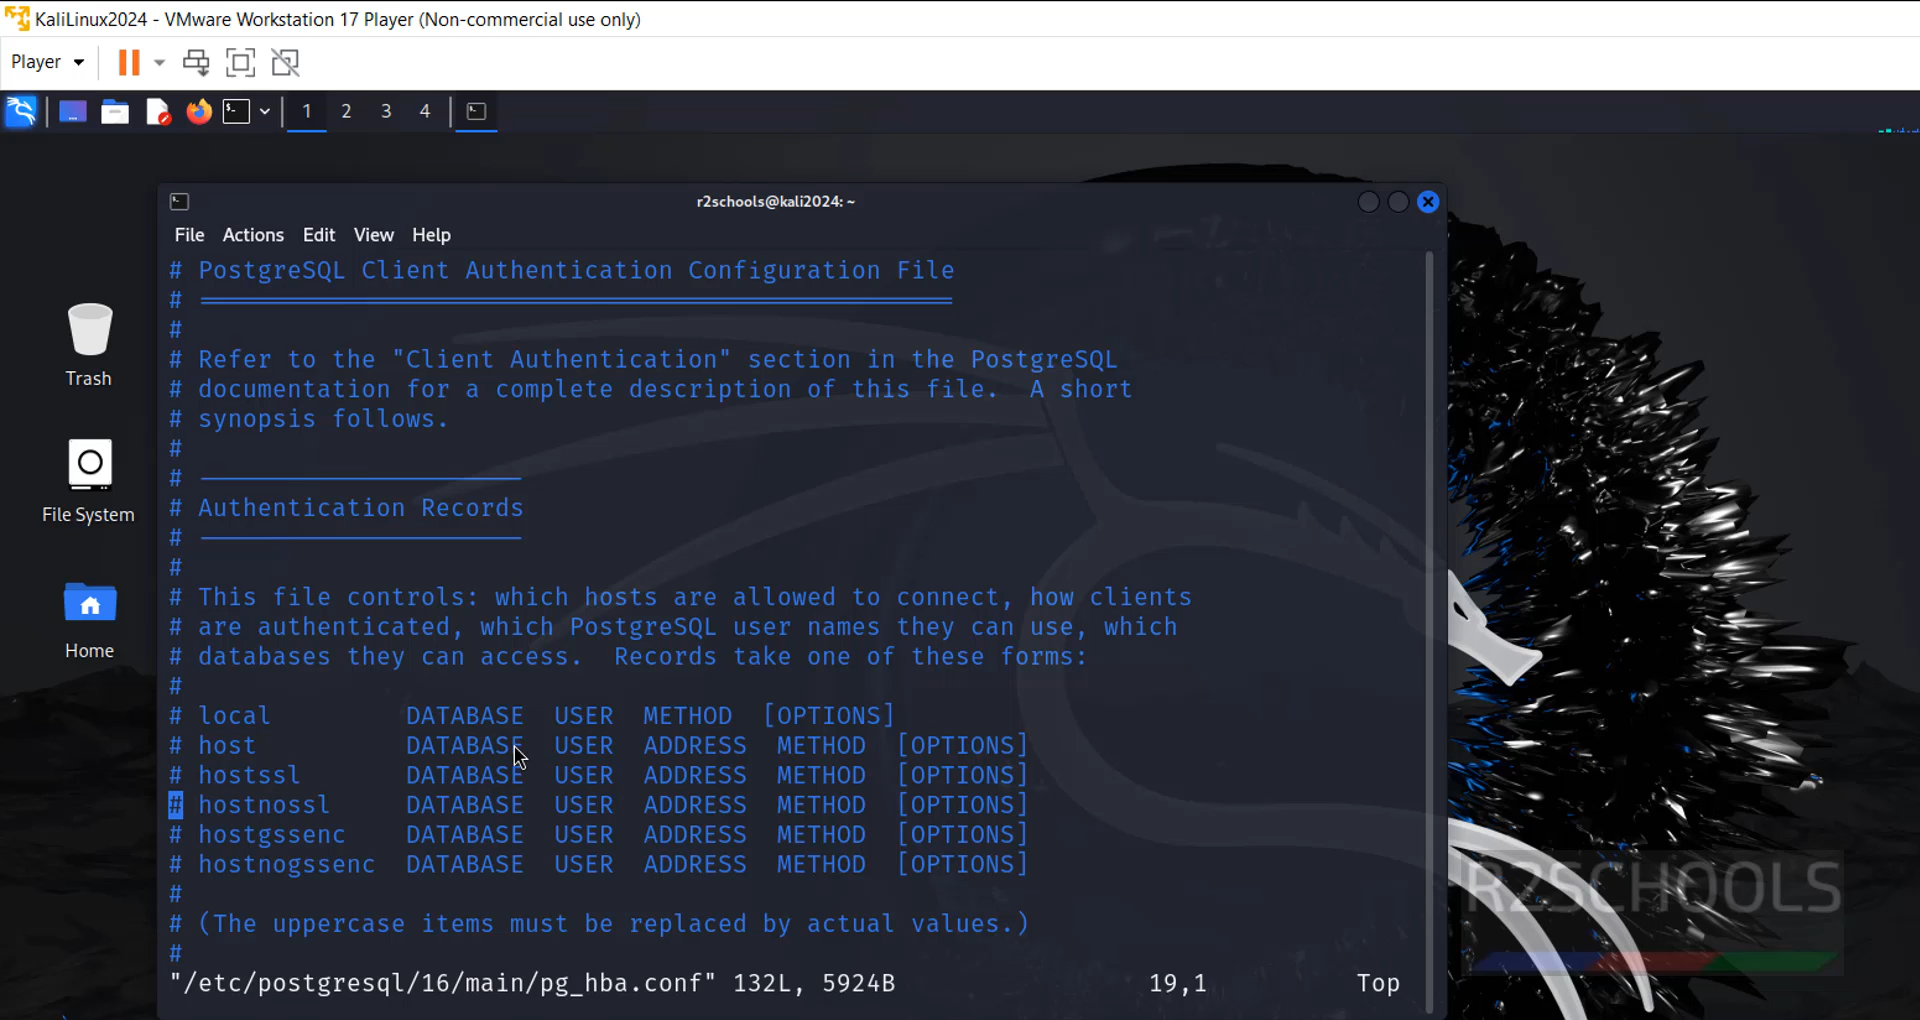 KaliLinux2024 - VMware Workstation 17 Player (Non-commercial use only)
Player
1 2 3 4
r2schools@kali2024: ~
File Actions Edit View Help
# PostgreSQL Client Authentication Configuration File
#
#
# Refer to the "Client Authentication" section in the PostgreSQL
# documentation for a complete description of this file.  A short
# synopsis follows.
#
#
# Authentication Records
#
#
# This file controls: which hosts are allowed to connect, how clients
# are authenticated, which PostgreSQL user names they can use, which
# databases they can access.  Records take one of these forms:
#
# local         DATABASE  USER  METHOD  [OPTIONS]
# host          DATABASE  USER  ADDRESS  METHOD  [OPTIONS]
# hostssl       DATABASE  USER  ADDRESS  METHOD  [OPTIONS]
# hostnossl     DATABASE  USER  ADDRESS  METHOD  [OPTIONS]
# hostgssenc    DATABASE  USER  ADDRESS  METHOD  [OPTIONS]
# hostnogssenc  DATABASE  USER  ADDRESS  METHOD  [OPTIONS]
#
# (The uppercase items must be replaced by actual values.)
#
"/etc/postgresql/16/main/pg_hba.conf" 132L, 5924B 19,1 Top
Trash
File System
Home
R2SCHOOLS